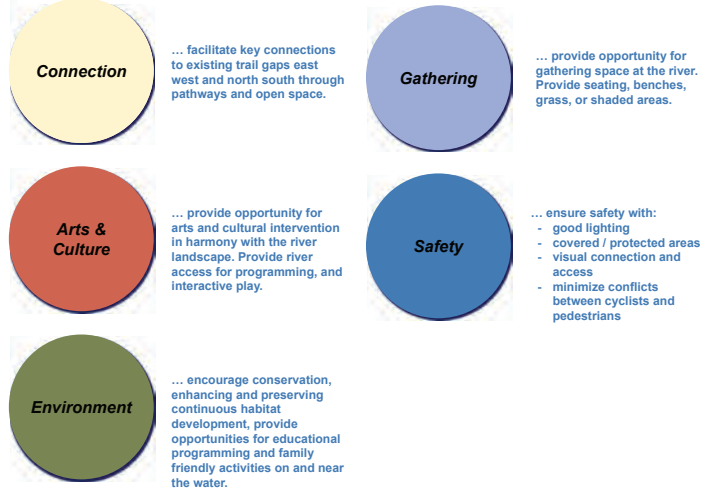 Connection
... facilitate key connections
to existing trail gaps east
west and north south through
pathways and open space.
Gathering
... provide opportunity for
gathering space at the river.
Provide seating, benches,
grass, or shaded areas.
Arts &
Culture
... provide opportunity for
arts and cultural intervention
in harmony with the river
landscape. Provide river
access for programming, and
interactive play.
Safety
... ensure safety with:
- good lighting
- covered / protected areas
- visual connection and
access
- minimize conflicts
between cyclists and
pedestrians
Environment
... encourage conservation,
enhancing and preserving
continuous habitat
development, provide
opportunities for educational
programming and family
friendly activities on and near
the water.